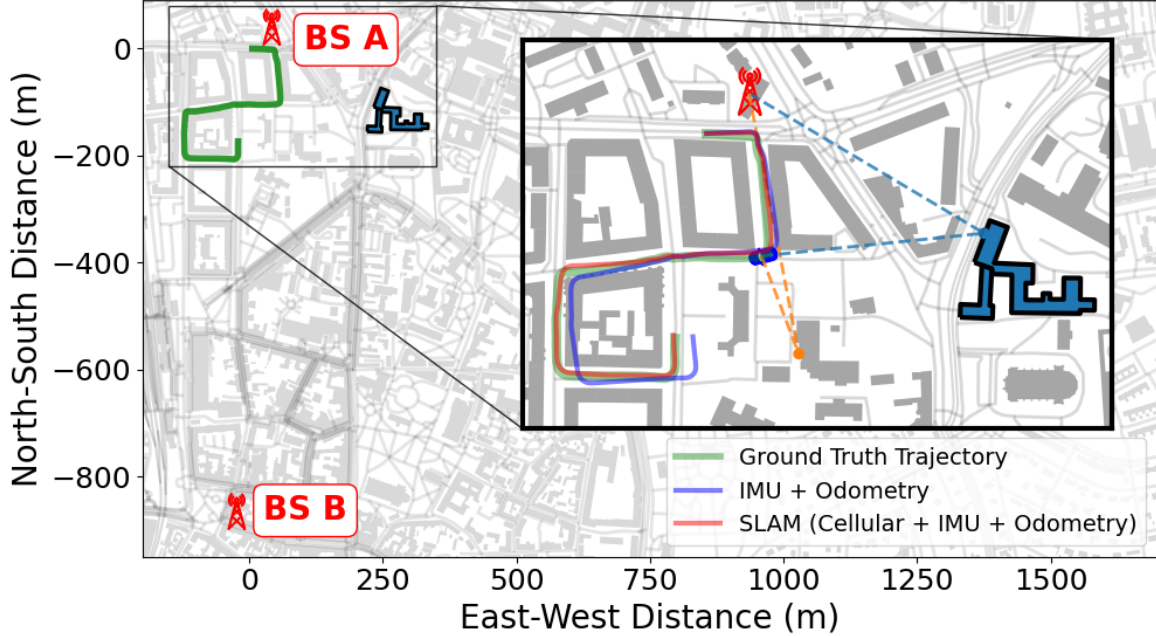 BS A
BS B
North-South Distance (m)
0
−200
−400
−600
−800
Ground Truth Trajectory
IMU + Odometry
SLAM (Cellular + IMU + Odometry)
0 250 500 750 1000 1250 1500
East-West Distance (m)